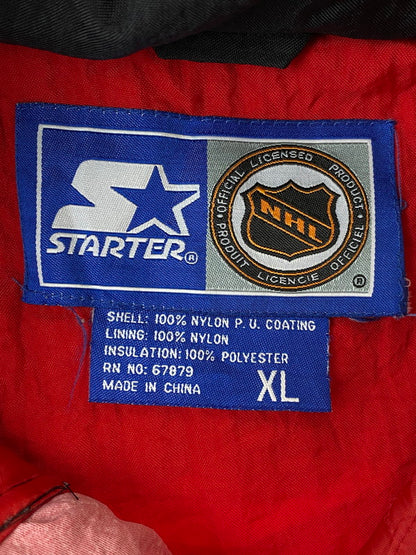 STARTER®
OFFICIAL LICENSED PRODUCT
NHL
PRODUIT LICENCIE OFFICIEL
®
SHELL: 100% NYLON P.U. COATING
LINING: 100% NYLON
INSULATION: 100% POLYESTER
RN NO: 67879
MADE IN CHINA
XL